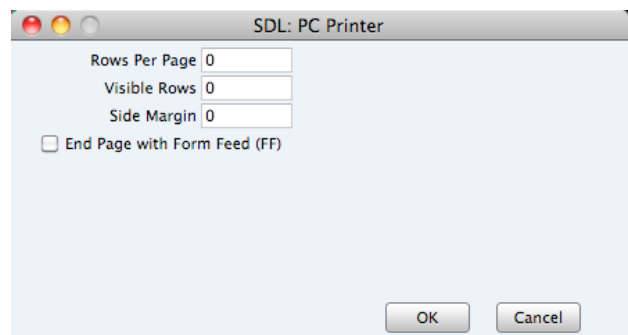 SDL: PC Printer
Rows Per Page 0
Visible Rows 0
Side Margin 0
End Page with Form Feed (FF)
OK Cancel